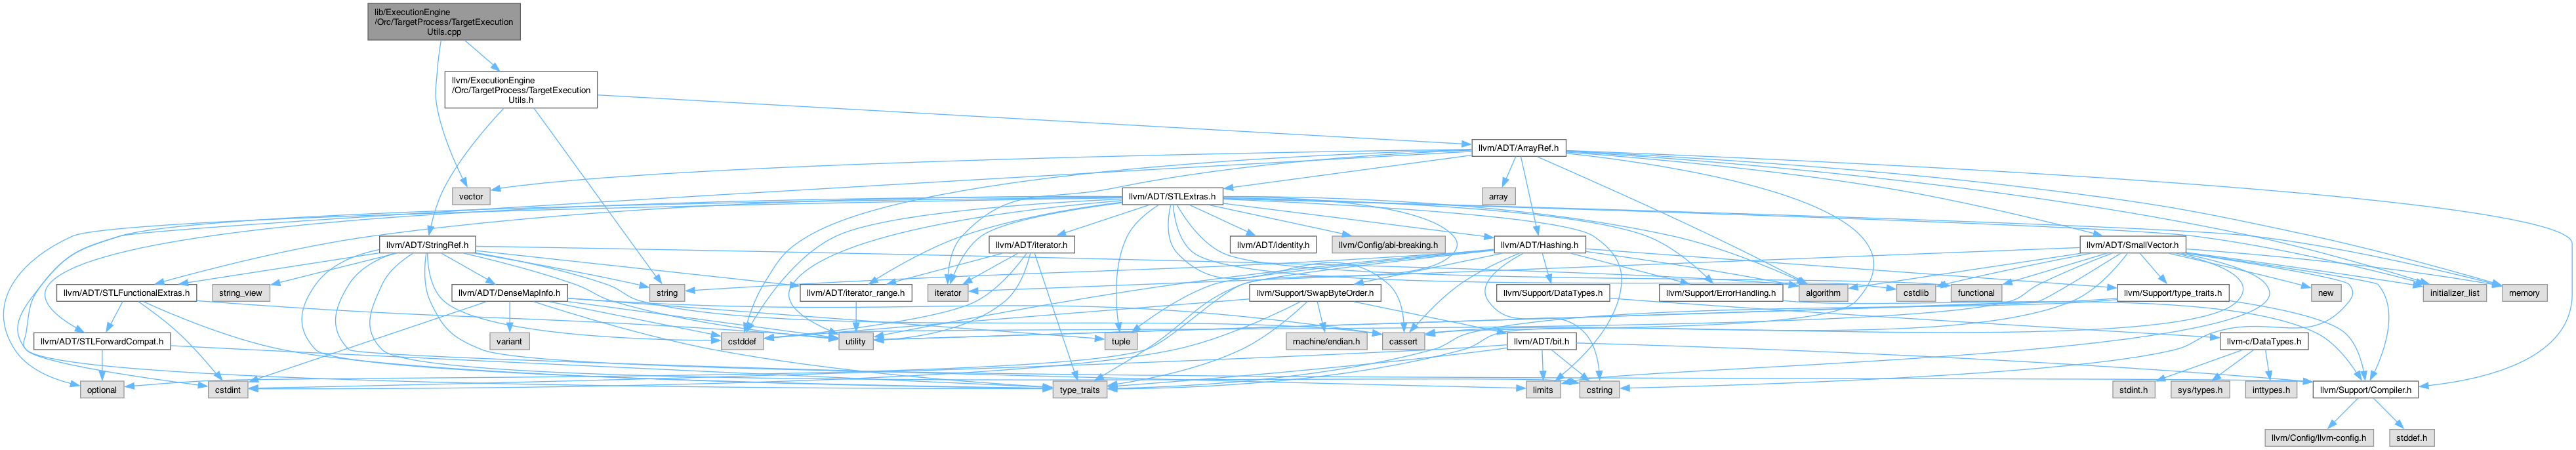 lib/ExecutionEngine
/Orc/TargetProcess/TargetExecution
Utils.cpp
llvm/ExecutionEngine
/Orc/TargetProcess/TargetExecution
Utils.h
llvm/ADT/ArrayRef.h
vector
llvm/ADT/STLExtras.h
array
llvm/ADT/StringRef.h
llvm/ADT/iterator.h
llvm/ADT/identity.h
llvm/Config/abi-breaking.h
llvm/ADT/Hashing.h
llvm/ADT/SmallVector.h
llvm/ADT/STLFunctionalExtras.h
string_view
llvm/ADT/DenseMapInfo.h
string
llvm/ADT/iterator_range.h
iterator
llvm/Support/SwapByteOrder.h
llvm/Support/DataTypes.h
llvm/Support/ErrorHandling.h
algorithm
cstdlib
functional
llvm/Support/type_traits.h
new
initializer_list
memory
llvm/ADT/STLForwardCompat.h
variant
cstddef
utility
tuple
machine/endian.h
cassert
llvm/ADT/bit.h
llvm-c/DataTypes.h
optional
cstdint
type_traits
limits
cstring
stdint.h
sys/types.h
inttypes.h
llvm/Support/Compiler.h
llvm/Config/llvm-config.h
stddef.h